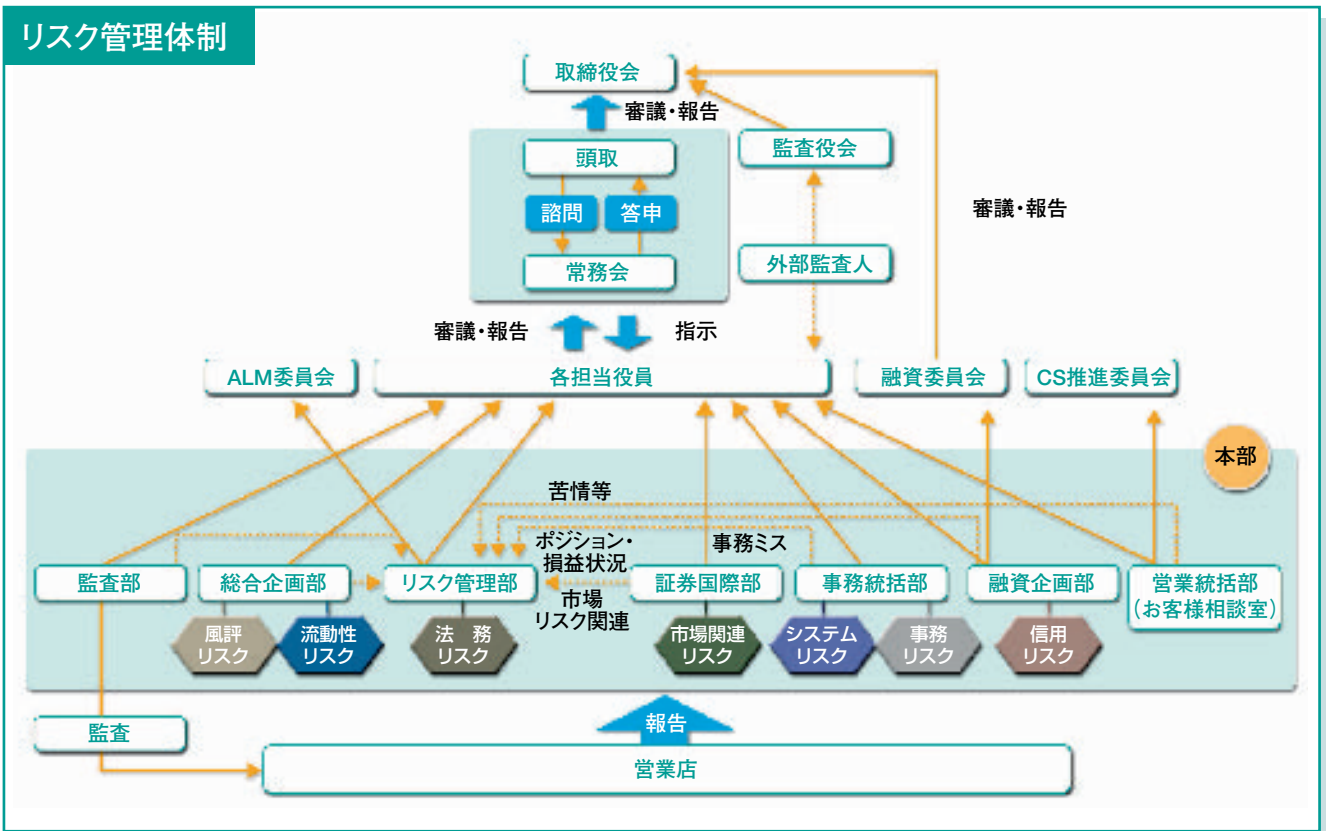 リスク管理体制
取締役会
審議・報告
頭取
監査役会
諮問
答申
審議・報告
常務会
外部監査人
審議・報告
指示
ALM委員会
各担当役員
融資委員会
CS推進委員会
本部
苦情等
ポジション・
損益状況
事務ミス
監査部
総合企画部
リスク管理部
証券国際部
事務統括部
融資企画部
営業統括部
(お客様相談室)
市場
リスク関連
風評
リスク
流動性
リスク
法 務
リスク
市場関連
リスク
システム
リスク
事務
リスク
信用
リスク
監査
報告
営業店